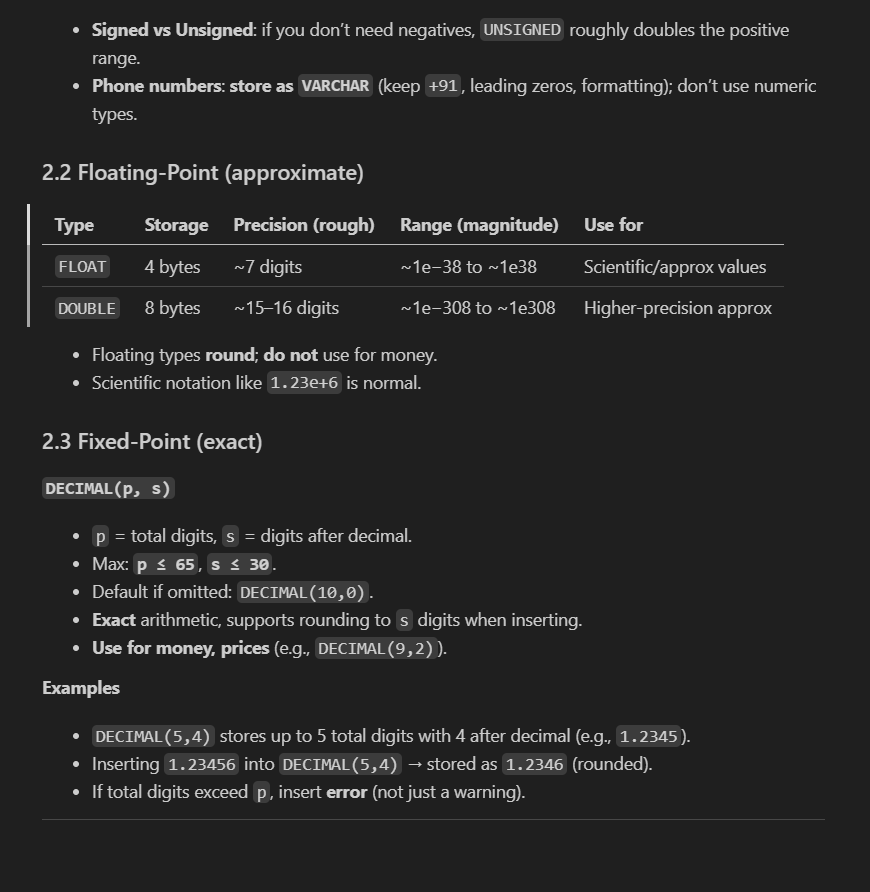 Signed vs Unsigned: if you don’t need negatives, UNSIGNED roughly doubles the positive
range.
Phone numbers: store as VARCHAR (keep +91, leading zeros, formatting); don’t use numeric
types.
2.2 Floating-Point (approximate)
Type Storage Precision (rough) Range (magnitude) Use for
FLOAT 4 bytes ~7 digits ~1e−38 to ~1e38 Scientific/approx values
DOUBLE 8 bytes ~15–16 digits ~1e−308 to ~1e308 Higher-precision approx
Floating types round; do not use for money.
Scientific notation like 1.23e+6 is normal.
2.3 Fixed-Point (exact)
DECIMAL(p, s)
p = total digits, s = digits after decimal.
Max: p ≤ 65, s ≤ 30.
Default if omitted: DECIMAL(10,0).
Exact arithmetic, supports rounding to s digits when inserting.
Use for money, prices (e.g., DECIMAL(9,2)).
Examples
DECIMAL(5,4) stores up to 5 total digits with 4 after decimal (e.g., 1.2345).
Inserting 1.23456 into DECIMAL(5,4) → stored as 1.2346 (rounded).
If total digits exceed p, insert error (not just a warning).